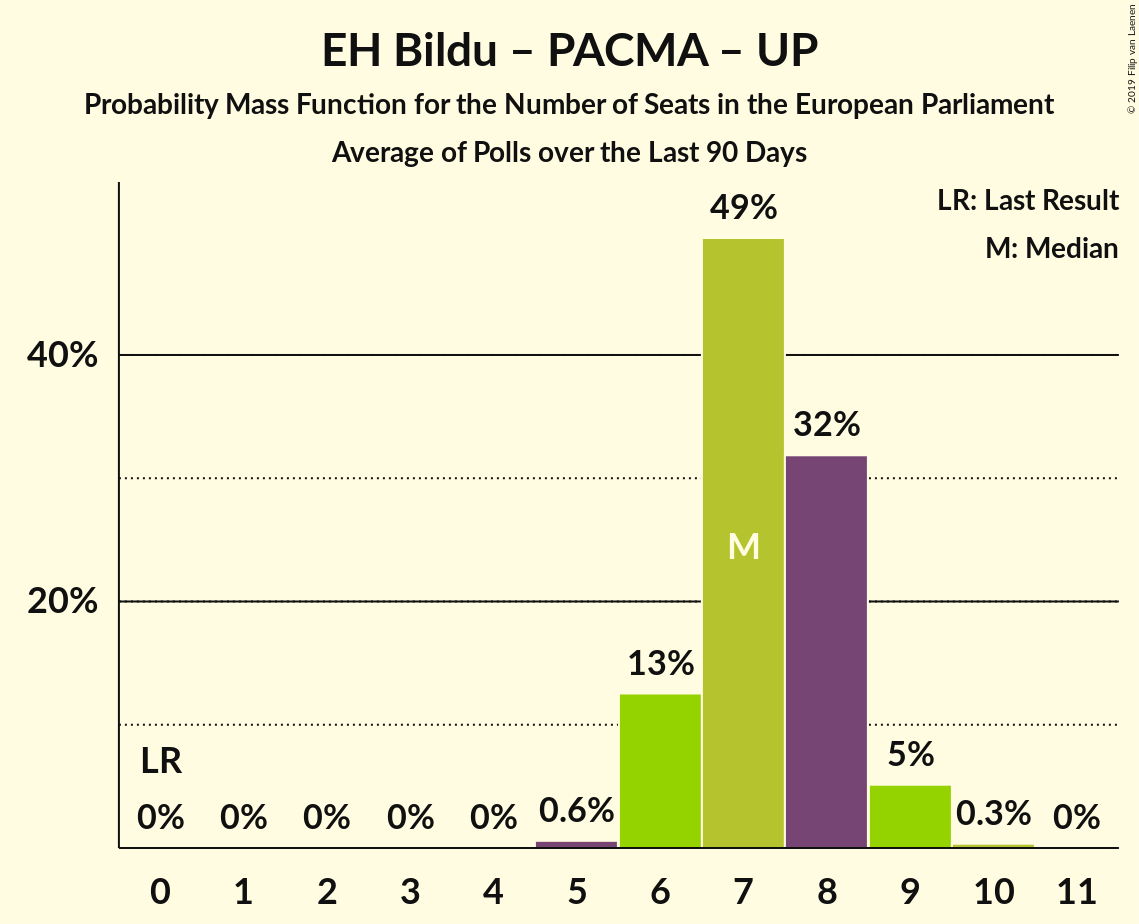 EH Bildu – PACMA – UP
Probability Mass Function for the Number of Seats in the European Parliament
Average of Polls over the Last 90 Days
© 2019 Filip van Laenen
LR: Last Result
M: Median
49%
40%
32%
M
20%
13%
LR
5%
0% 0% 0% 0% 0% 0.6% 0.3% 0%
0 1 2 3 4 5 6 7 8 9 10 11